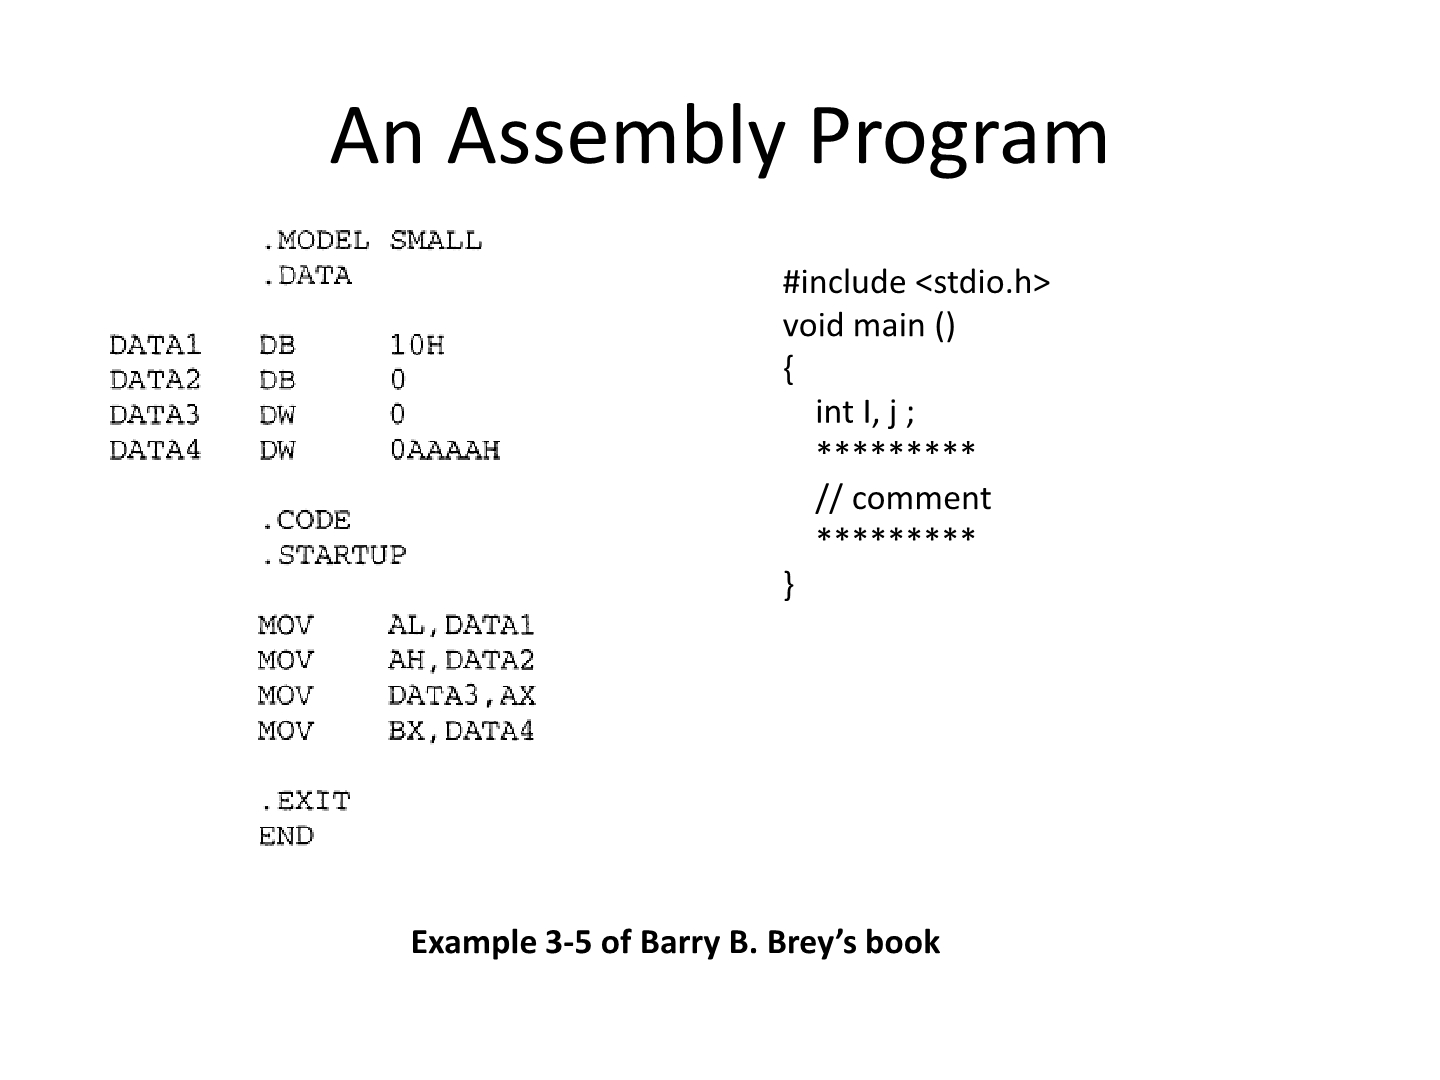 An Assembly Program
.MODEL SMALL
.DATA
DATA1 DB 10H
DATA2 DB 0
DATA3 DW 0
DATA4 DW 0AAAAH
.CODE
.STARTUP
MOV AL,DATA1
MOV AH,DATA2
MOV DATA3,AX
MOV BX,DATA4
.EXIT
END
#include <stdio.h>
void main ()
{
int I, j ;
*********
// comment
*********
}
Example 3-5 of Barry B. Brey’s book